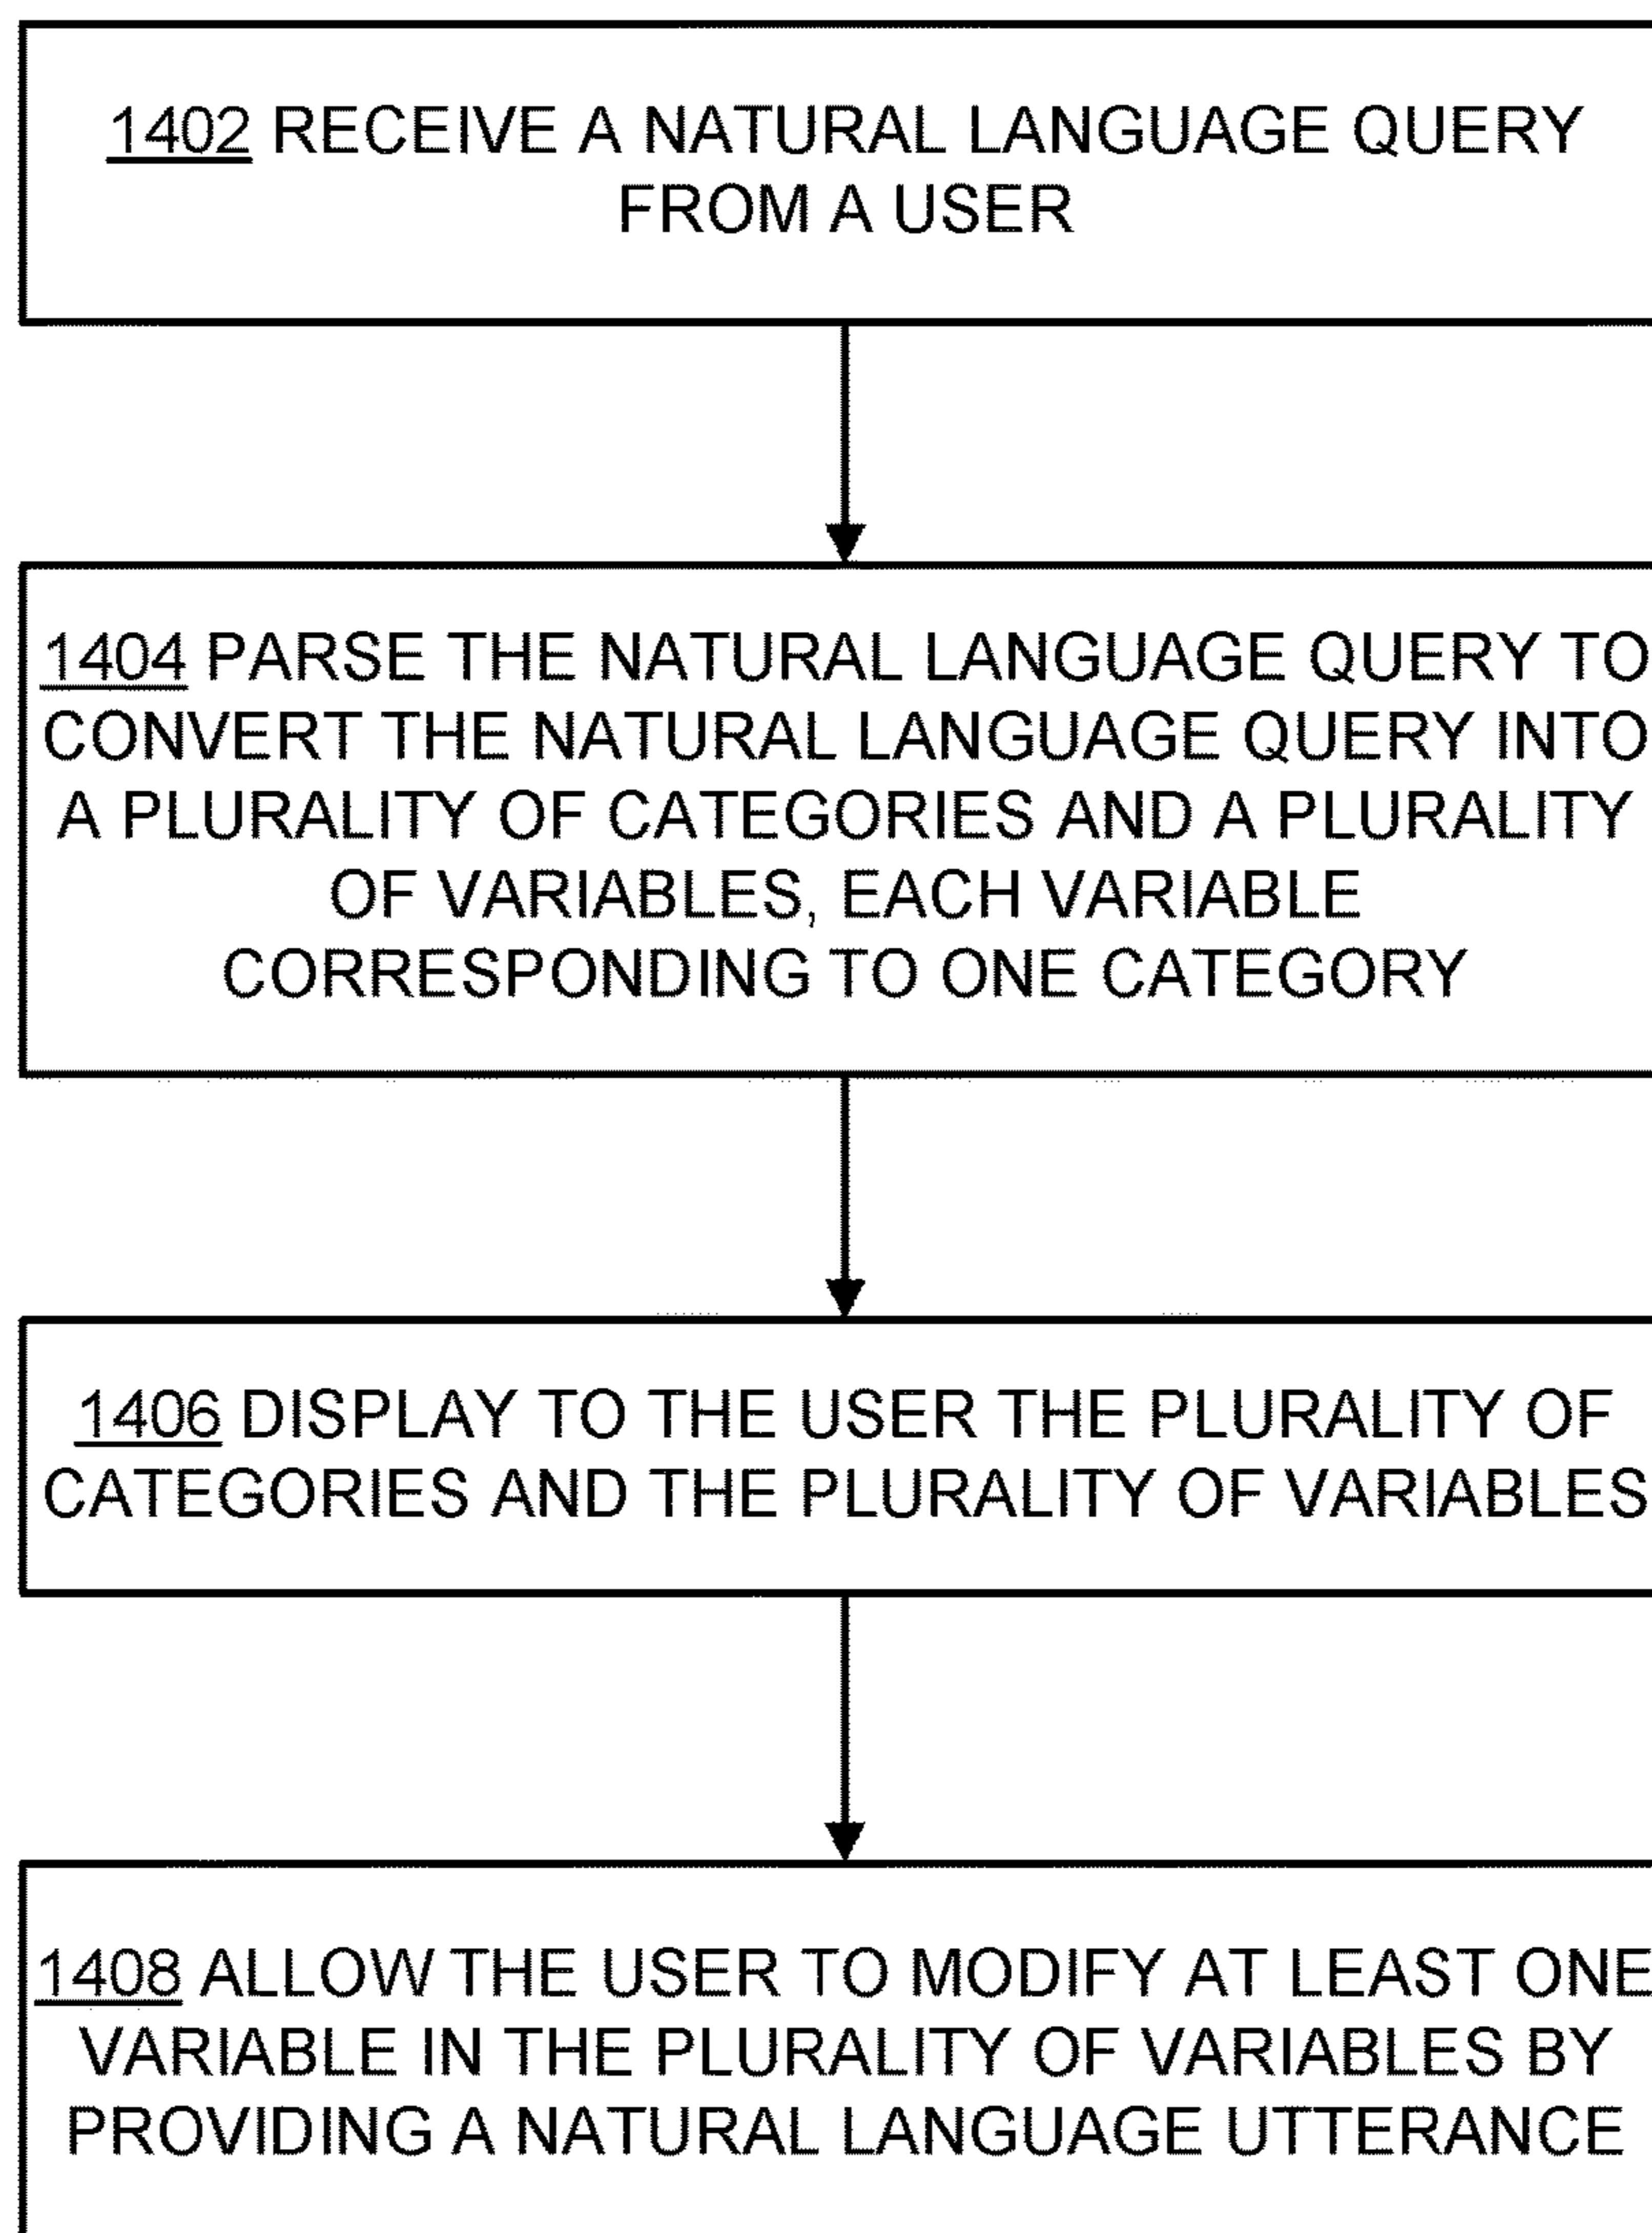 1402 RECEIVE A NATURAL LANGUAGE QUERY
FROM A USER
1404 PARSE THE NATURAL LANGUAGE QUERY TO
CONVERT THE NATURAL LANGUAGE QUERY INTO
A PLURALITY OF CATEGORIES AND A PLURALITY
OF VARIABLES, EACH VARIABLE
CORRESPONDING TO ONE CATEGORY
1406 DISPLAY TO THE USER THE PLURALITY OF
CATEGORIES AND THE PLURALITY OF VARIABLES
1408 ALLOW THE USER TO MODIFY AT LEAST ONE
VARIABLE IN THE PLURALITY OF VARIABLES BY
PROVIDING A NATURAL LANGUAGE UTTERANCE